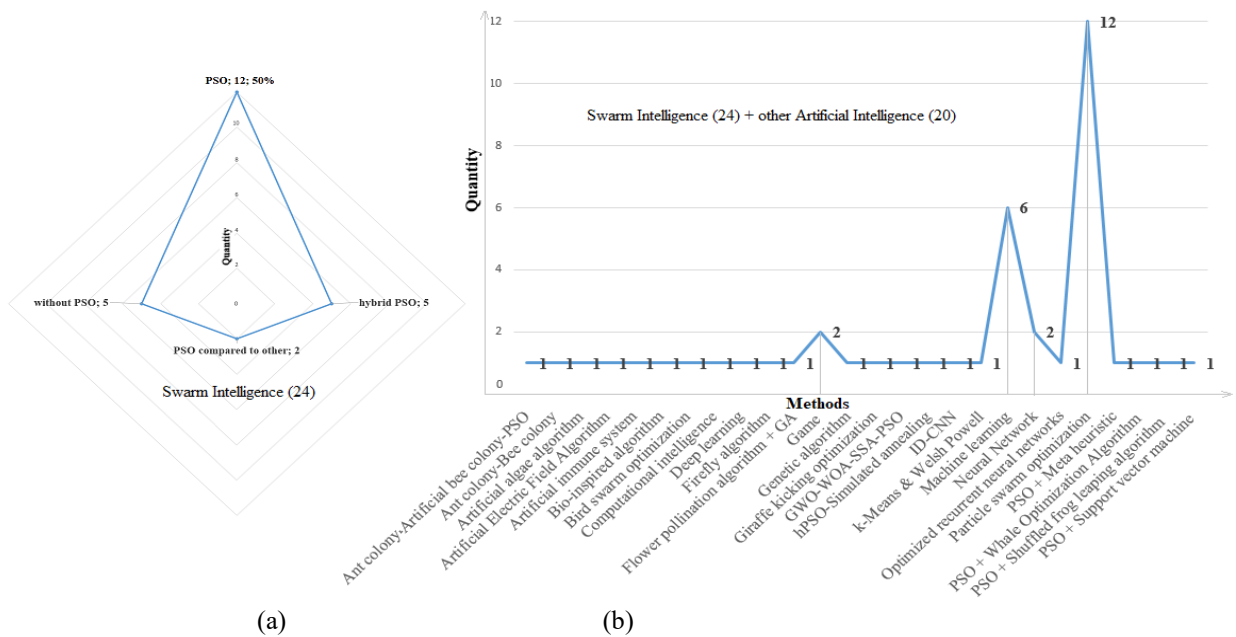 PSO; 12; 50%
10
8
6
4
2
0
Quantity
without PSO; 5
hybrid PSO; 5
PSO compared to other; 2
Swarm Intelligence (24)
(a)
12
10
8
6
4
2
0
Quantity
Swarm Intelligence (24) + other Artificial Intelligence (20)
1 1 1 1 1 1 1 1 1 1 1 2 1 1 1 1 1 1 6 2 1 12 1 1 1 1
Methods
Ant colony-Artificial bee colony-PSO
Ant colony-Bee colony
Artificial algae algorithm
Artificial Electric Field Algorithm
Artificial immune system
Bio-inspired algorithm
Bird swarm optimization
Computational intelligence
Deep learning
Firefly algorithm
Flower pollination algorithm + GA
Game
Genetic algorithm
Giraffe kicking optimization
GWO-WOA-SSA-PSO
hPSO-Simulated annealing
ID-CNN
k-Means & Welsh Powell
Machine learning
Neural Network
Optimized recurrent neural networks
Particle swarm optimization
PSO + Meta heuristic
PSO + Whale Optimization Algorithm
PSO + Shuffled frog leaping algorithm
PSO + Support vector machine
(b)